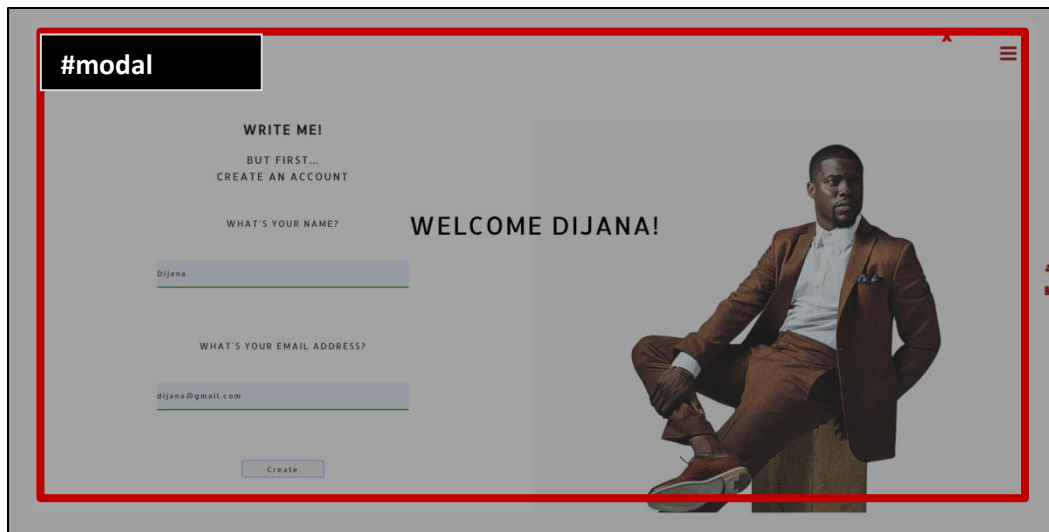 #modal
X
WRITE ME!
BUT FIRST...
CREATE AN ACCOUNT
WHAT'S YOUR NAME?
WELCOME DIJANA!
Dijana
WHAT'S YOUR EMAIL ADDRESS?
dijana@gmail.com
Create